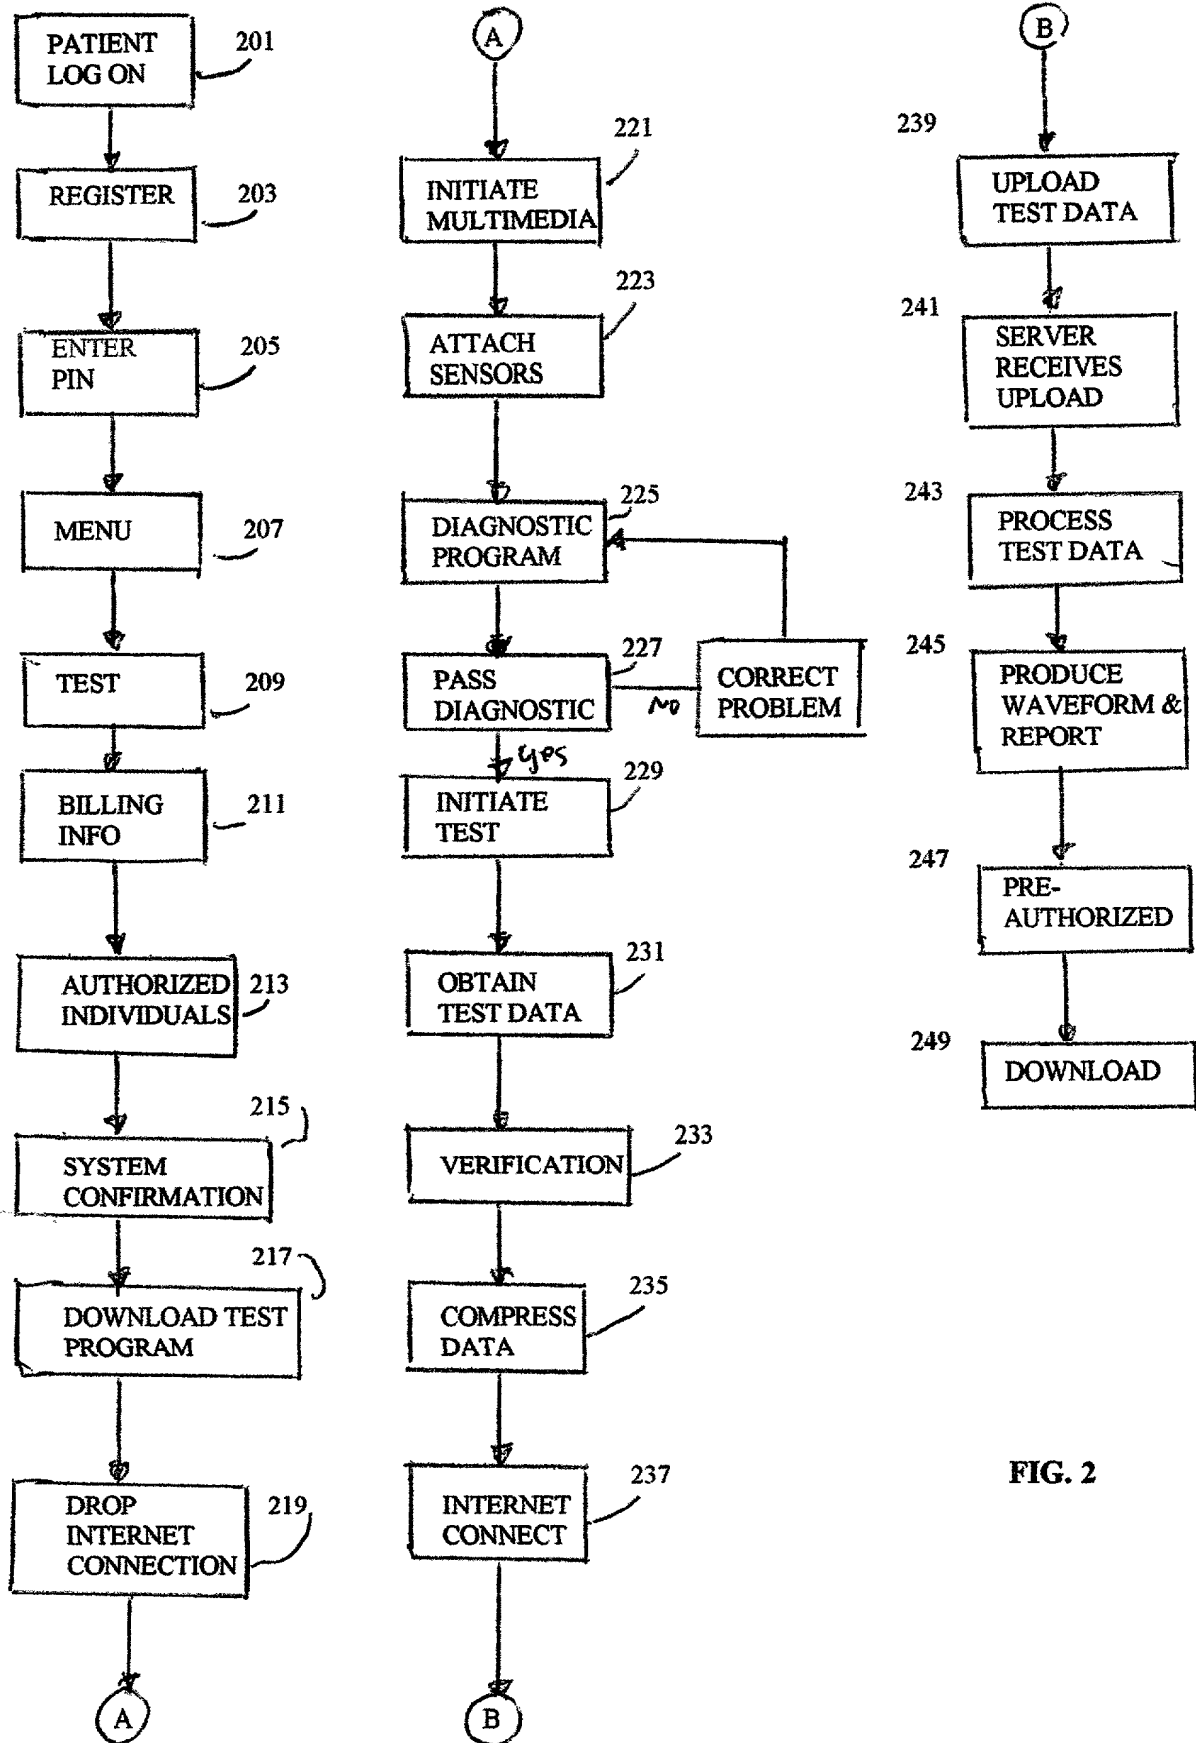 PATIENT
LOG ON
201
REGISTER
203
ENTER
PIN
205
MENU
207
TEST
209
BILLING
INFO
211
AUTHORIZED
INDIVIDUALS
213
215
SYSTEM
CONFIRMATION
217
DOWNLOAD TEST
PROGRAM
DROP
INTERNET
CONNECTION
219
A
A
221
INITIATE
MULTIMEDIA
223
ATTACH
SENSORS
225
DIAGNOSTIC
PROGRAM
227
PASS
DIAGNOSTIC
NO
CORRECT
PROBLEM
yes
229
INITIATE
TEST
231
OBTAIN
TEST DATA
233
VERIFICATION
235
COMPRESS
DATA
237
INTERNET
CONNECT
B
B
239
UPLOAD
TEST DATA
241
SERVER
RECEIVES
UPLOAD
243
PROCESS
TEST DATA
245
PRODUCE
WAVEFORM &
REPORT
247
PRE-
AUTHORIZED
249
DOWNLOAD
FIG. 2